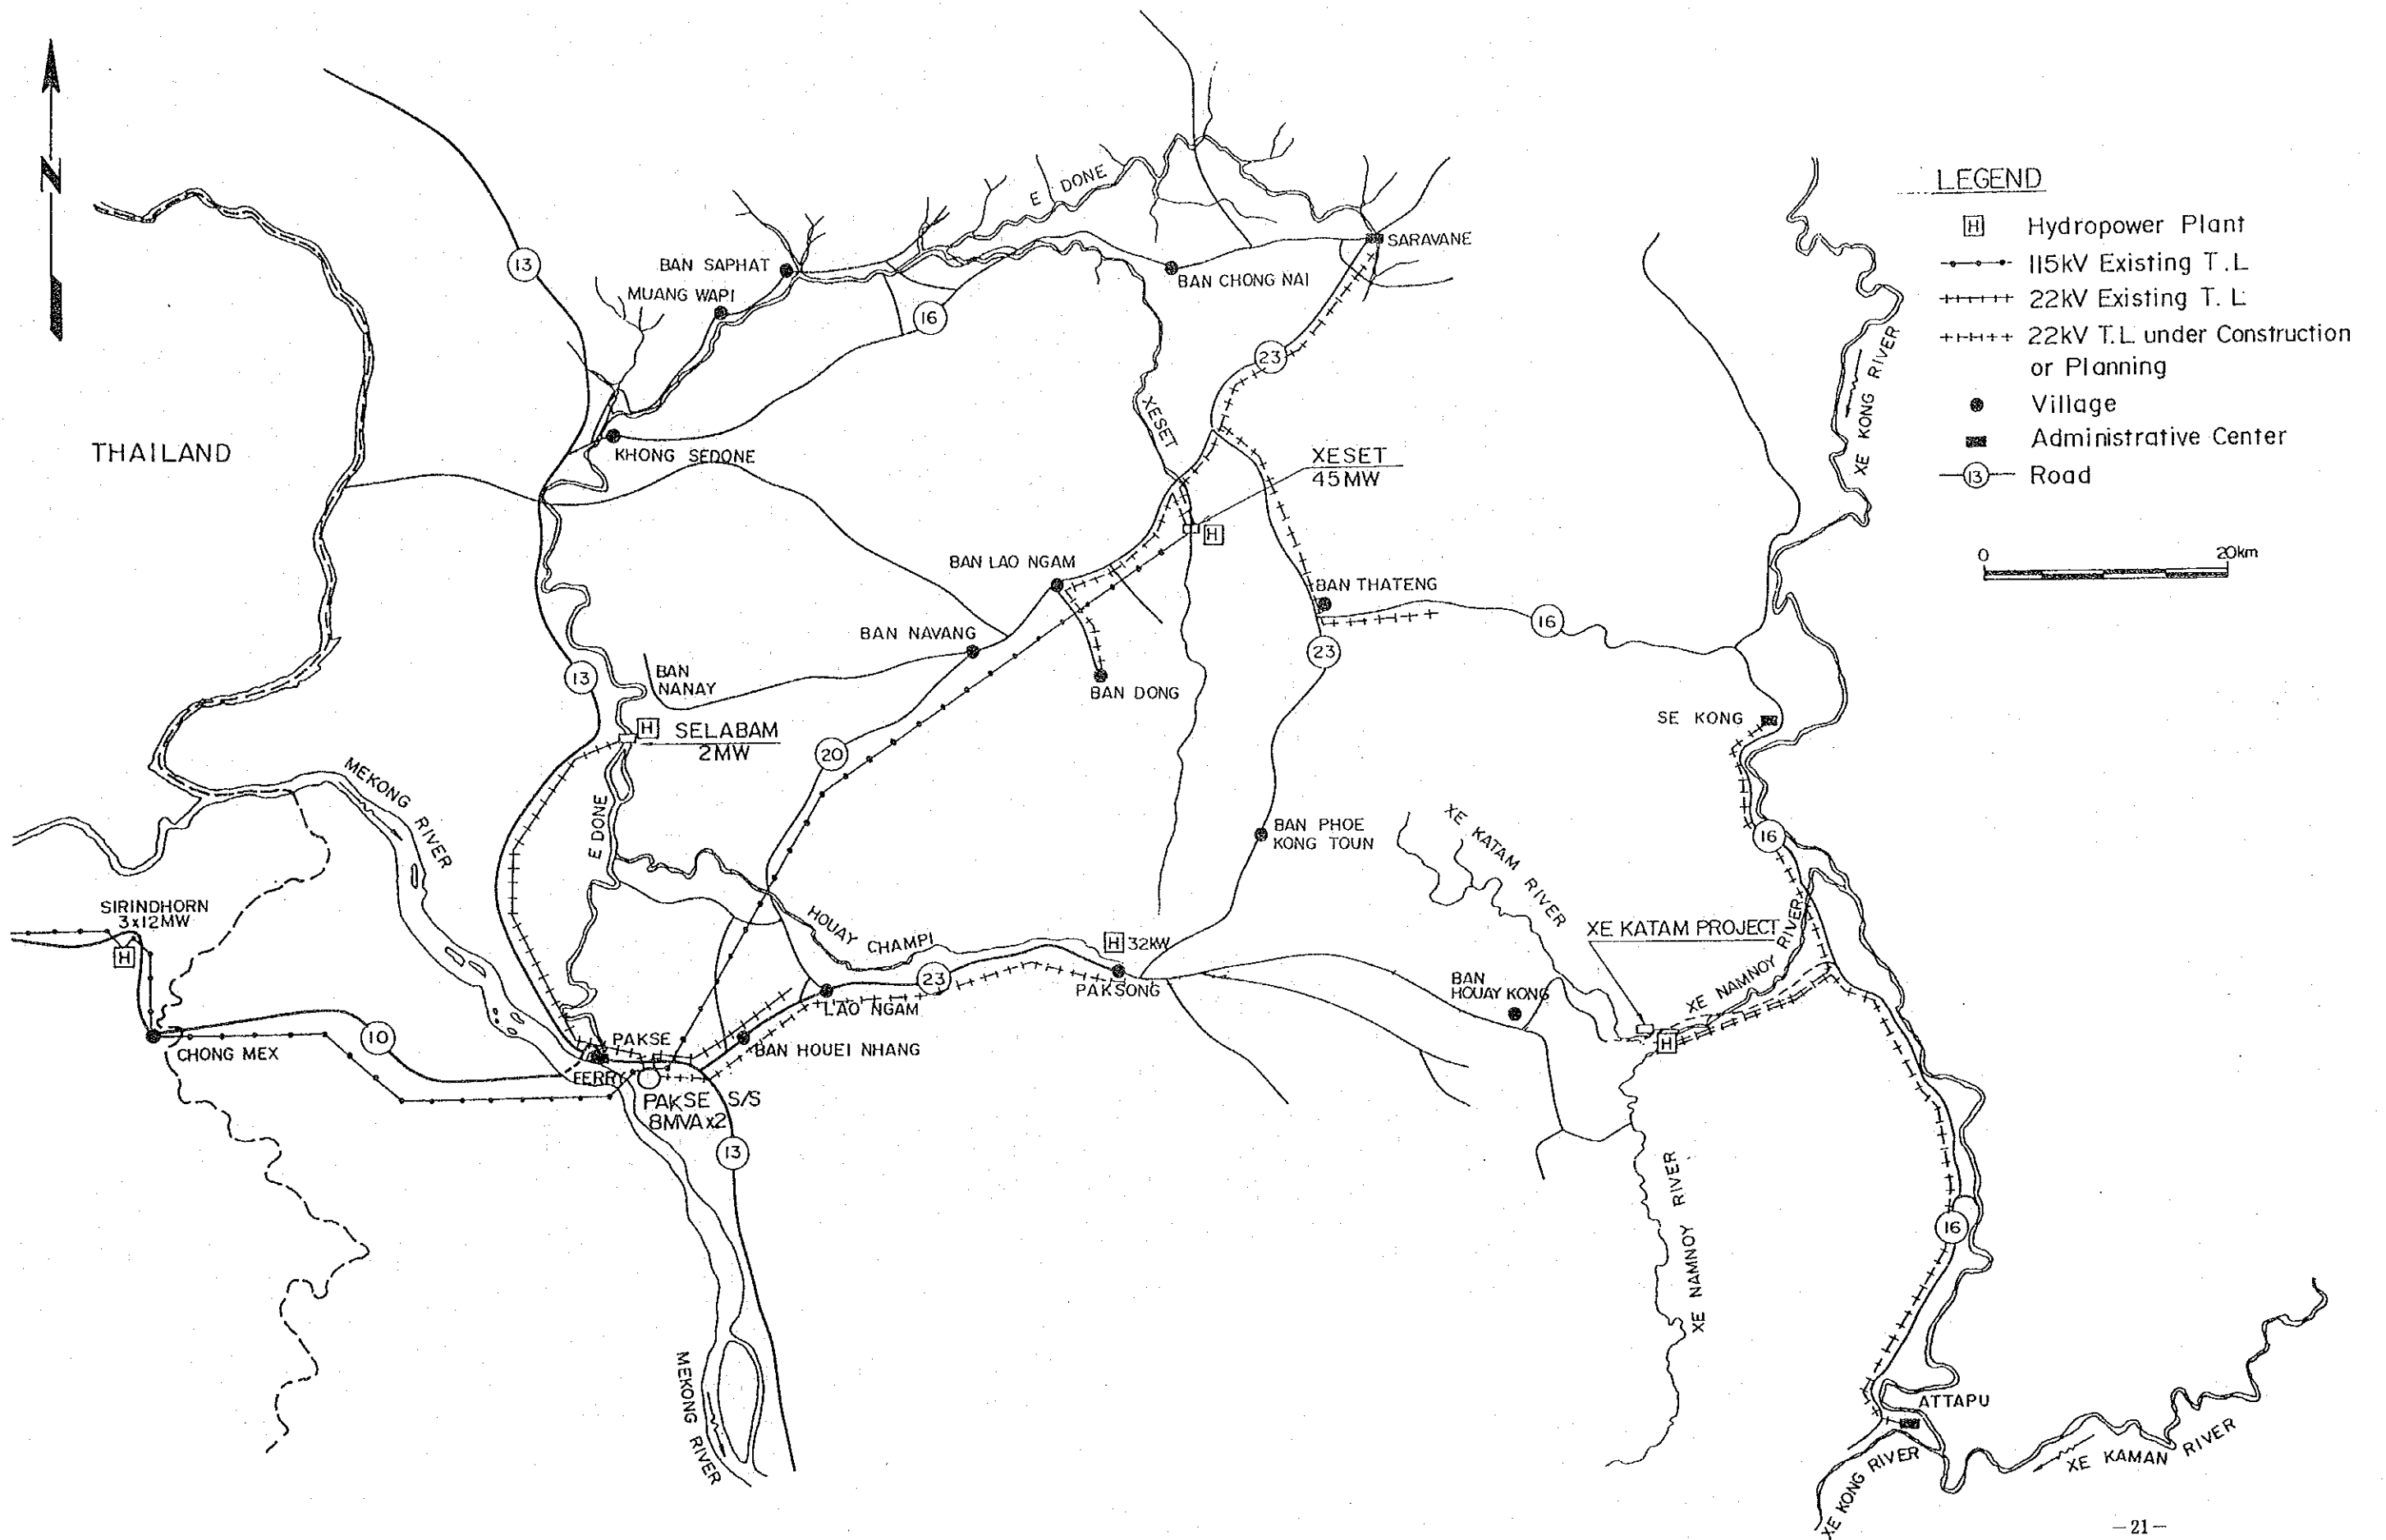 N
THAILAND
13
BAN SAPHAT
MUANG WAPI
16
E DONE
SARAVANE
BAN CHONG NAI
23
KHONG SEDONE
XESET
XESET
45MW
H
BAN LAO NGAM
BAN THATENG
16
23
BAN NAVANG
BAN
NANAY
BAN DONG
13
H
SELABAM
2MW
20
SE KONG
MEKONG
RIVER
E DONE
BAN PHOE
KONG TOUN
XE KATAM RIVER
16
SIRINDHORN
3x12MW
H
HOUAY CHAMPI
H 32KW
23
PAKSONG
LAO NGAM
XE KATAM PROJECT
BAN
HOUAY KONG
XE NAMNOY RIVER
H
CHONG MEX
10
PAKSE
BAN HOUEI NHANG
FERRY
PAKSE S/S
8MVAx2
13
XE NAMNOY RIVER
16
MEKONG RIVER
ATTAPU
XE KONG RIVER
XE KAMAN RIVER
XE KONG RIVER
LEGEND
H Hydropower Plant
115kV Existing T.L
22kV Existing T.L
22kV T.L under Construction
or Planning
Village
Administrative Center
13 Road
0 20km
-21-